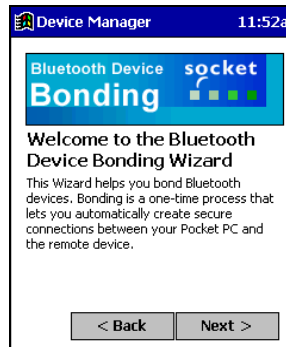 Device Manager 11:52a
Bluetooth Device socket
Bonding
Welcome to the Bluetooth
Device Bonding Wizard
This Wizard helps you bond Bluetooth
devices. Bonding is a one-time process that
lets you automatically create secure
connections between your Pocket PC and
the remote device.
< Back Next >